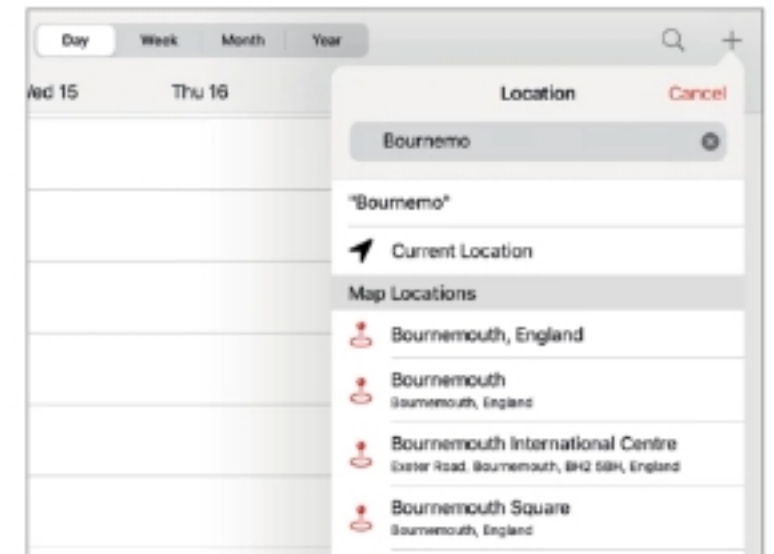 Day Week Month Year
Wed 15 Thu 16
Location Cancel
Bournemo
"Bournemo"
Current Location
Map Locations
Bournemouth, England
Bournemouth
Bournemouth, England
Bournemouth International Centre
Exeter Road, Bournemouth, BH2 5BH, England
Bournemouth Square
Bournemouth, England